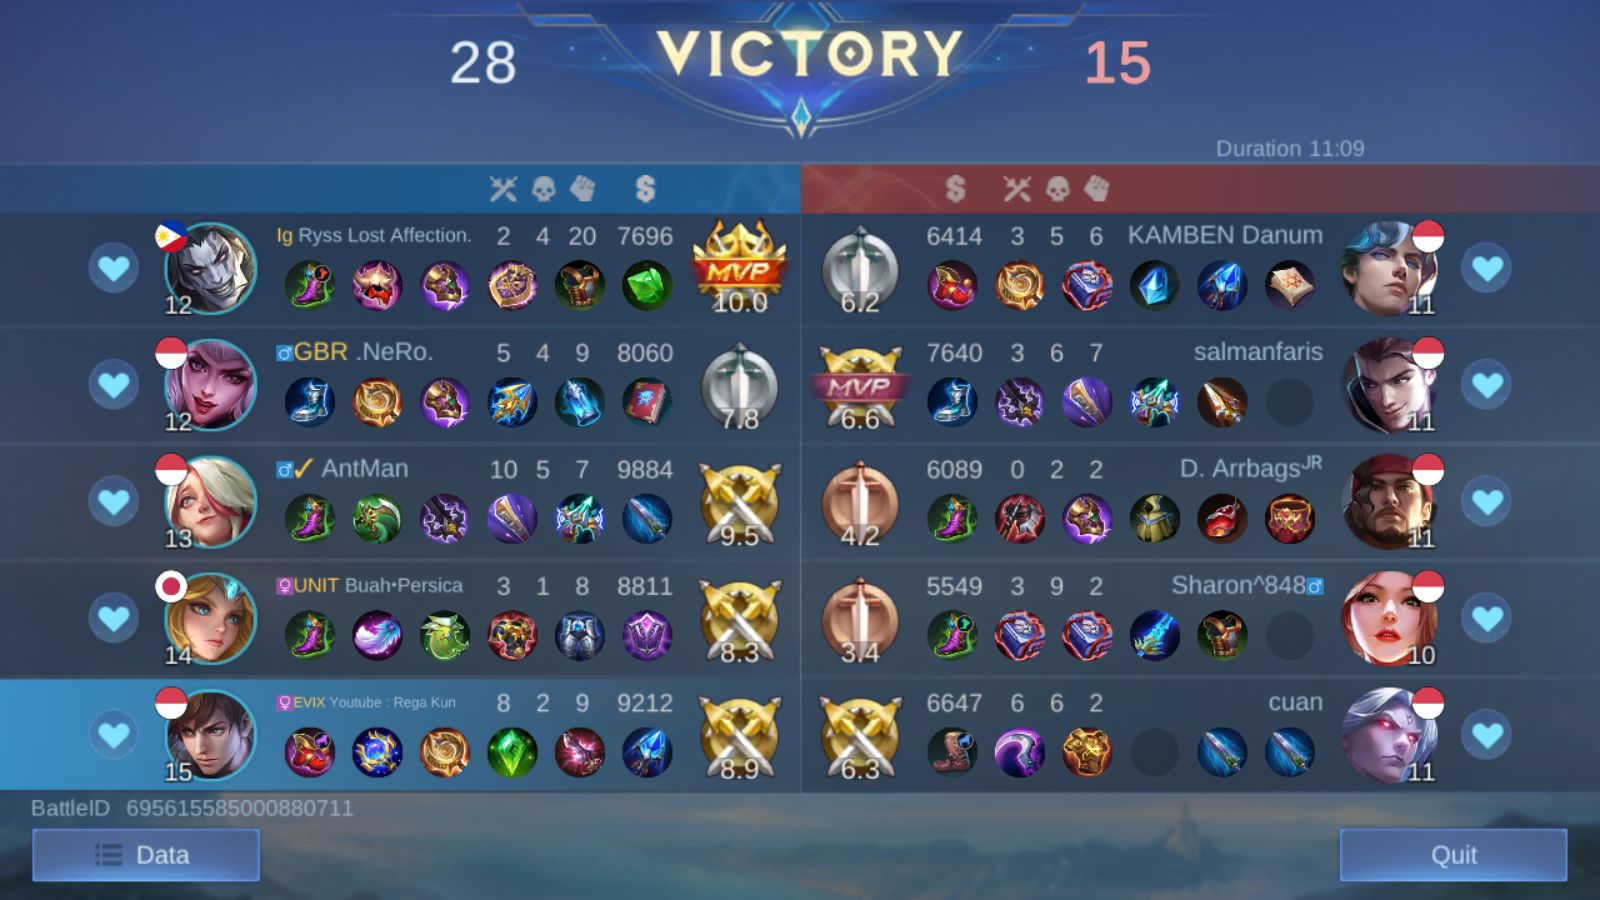 28 VICTORY 15
Duration 11:09
Ig Ryss Lost Affection. 2 4 20 7696 MVP 10.0 12
6.2 6414 3 5 6 KAMBEN Danum 11
GBR .NeRo. 5 4 9 8060 7.8 12
MVP 6.6 7640 3 6 7 salmanfaris 11
AntMan 10 5 7 9884 9.5 13
4.2 6089 0 2 2 D. Arrbagsᴶᴿ 11
UNIT Buah•Persica 3 1 8 8811 8.3 14
3.4 5549 3 9 2 Sharon^848 10
EVIX Youtube : Rega Kun 8 2 9 9212 8.9 15
6.3 6647 6 6 2 cuan 11
BattleID 695615585000880711
Data
Quit